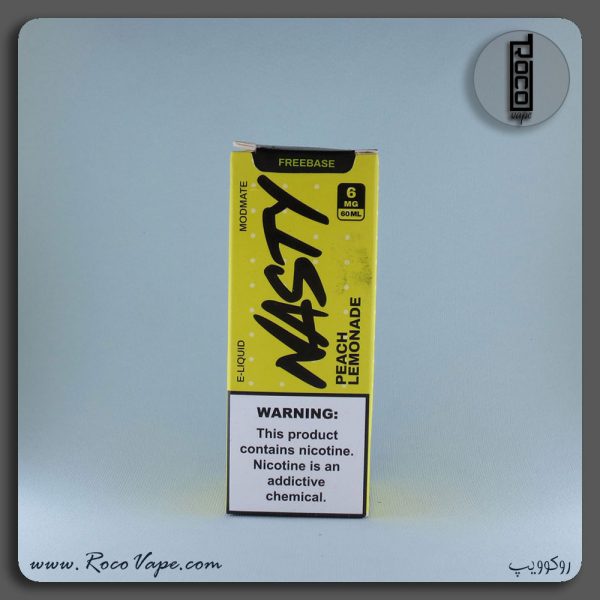 ROCO
vape
FREEBASE
MODMATE
6
MG
60ML
NASTY
E-LIQUID
PEACH
LEMONADE
WARNING:
This product
contains nicotine.
Nicotine is an
addictive
chemical.
www.RocoVape.com
روکوویپ